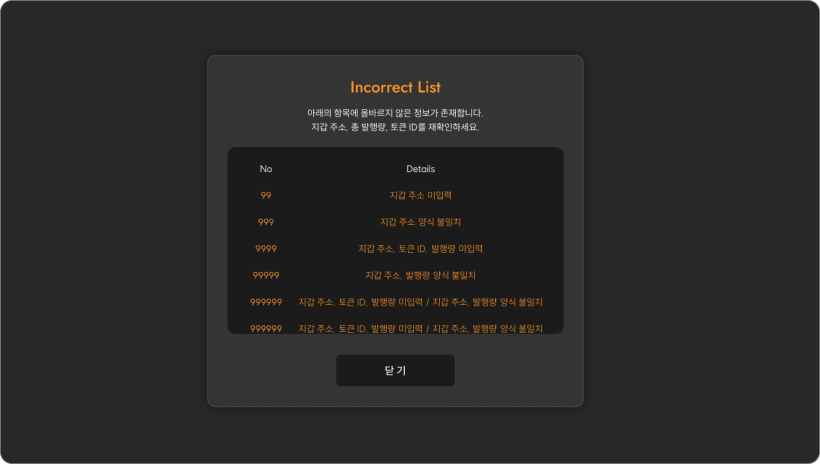 Incorrect List
아래의 항목에 올바르지 않은 정보가 존재합니다.
지갑 주소, 총 발행량, 토큰 ID를 재확인하세요.
No Details
99 지갑 주소 미입력
999 지갑 주소 양식 불일치
9999 지갑 주소, 토큰 ID, 발행량 미입력
99999 지갑 주소, 발행량 양식 불일치
999999 지갑 주소, 토큰 ID, 발행량 미입력 / 지갑 주소, 발행량 양식 불일치
999999 지갑 주소, 토큰 ID, 발행량 미입력 / 지갑 주소, 발행량 양식 불일치
닫기